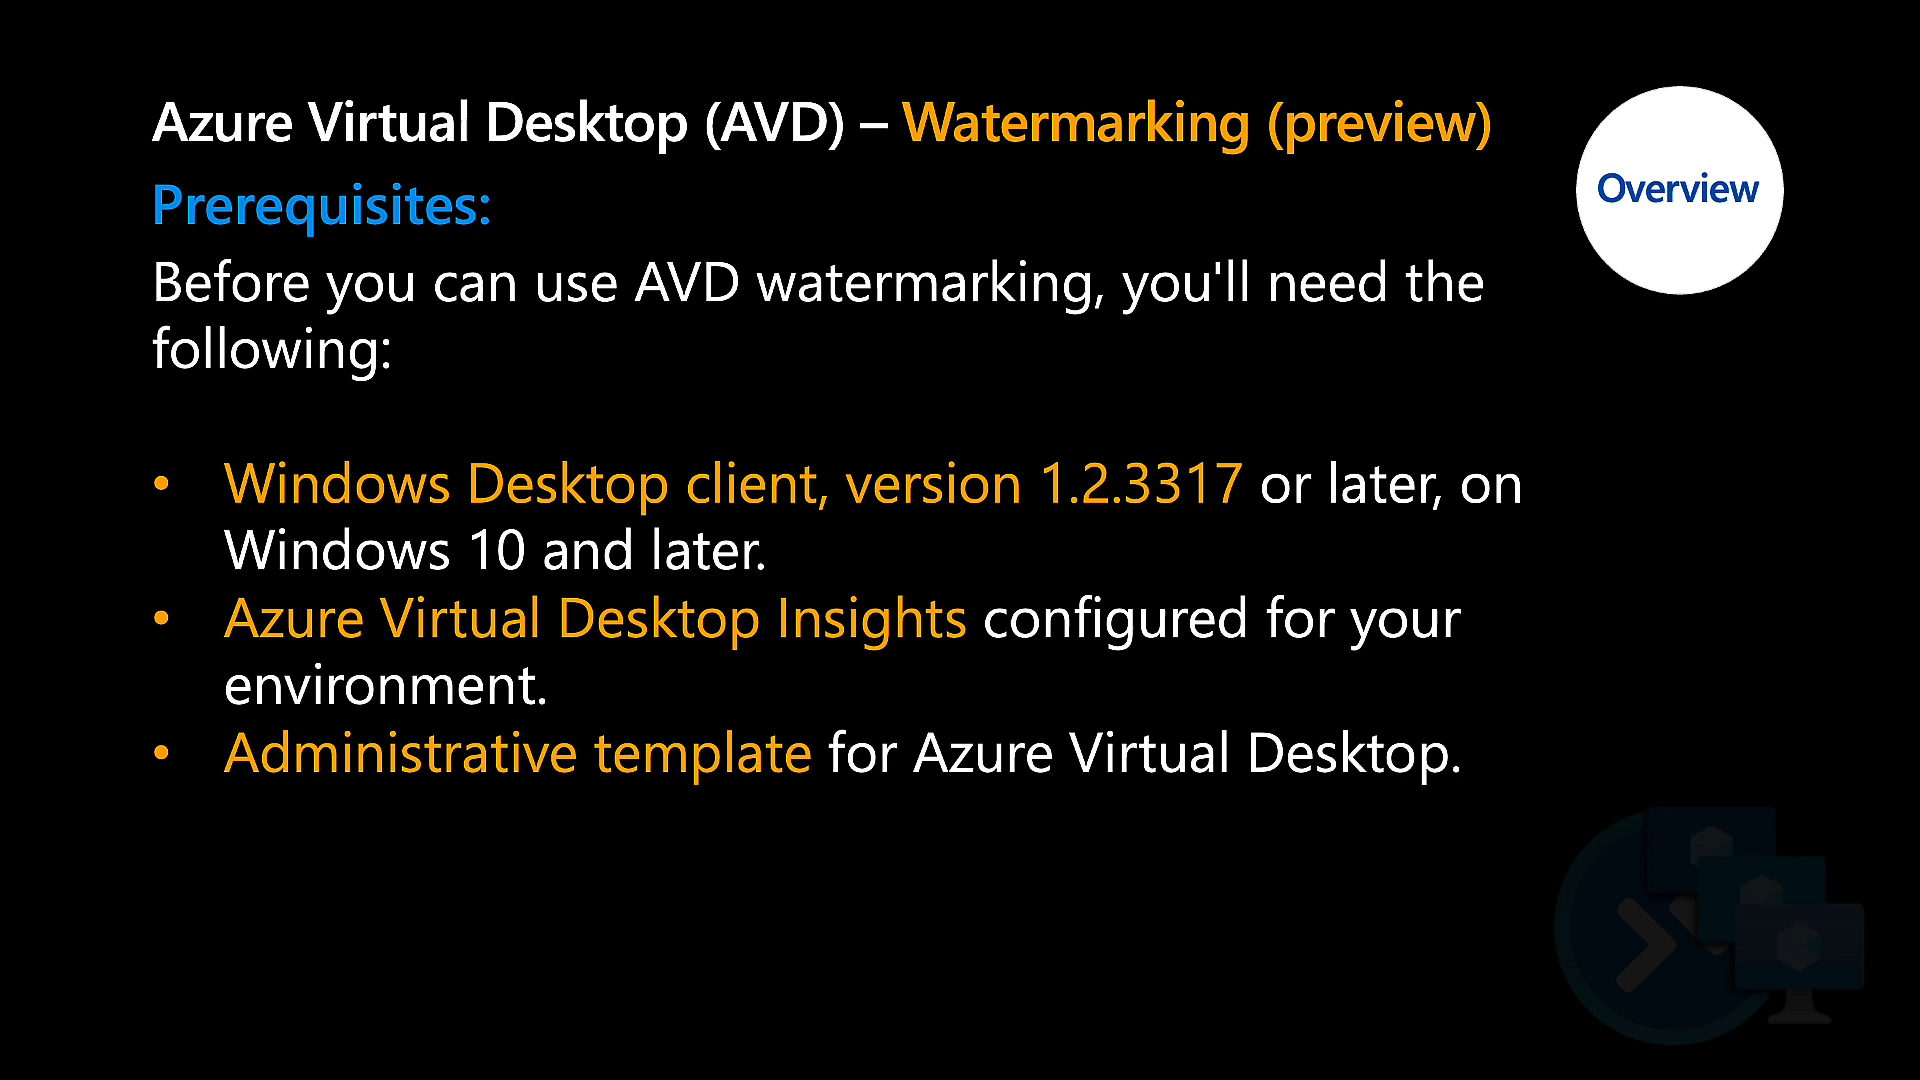 Azure Virtual Desktop (AVD) – Watermarking (preview)
Overview
Prerequisites:
Before you can use AVD watermarking, you'll need the
following:
• Windows Desktop client, version 1.2.3317 or later, on
Windows 10 and later.
• Azure Virtual Desktop Insights configured for your
environment.
• Administrative template for Azure Virtual Desktop.